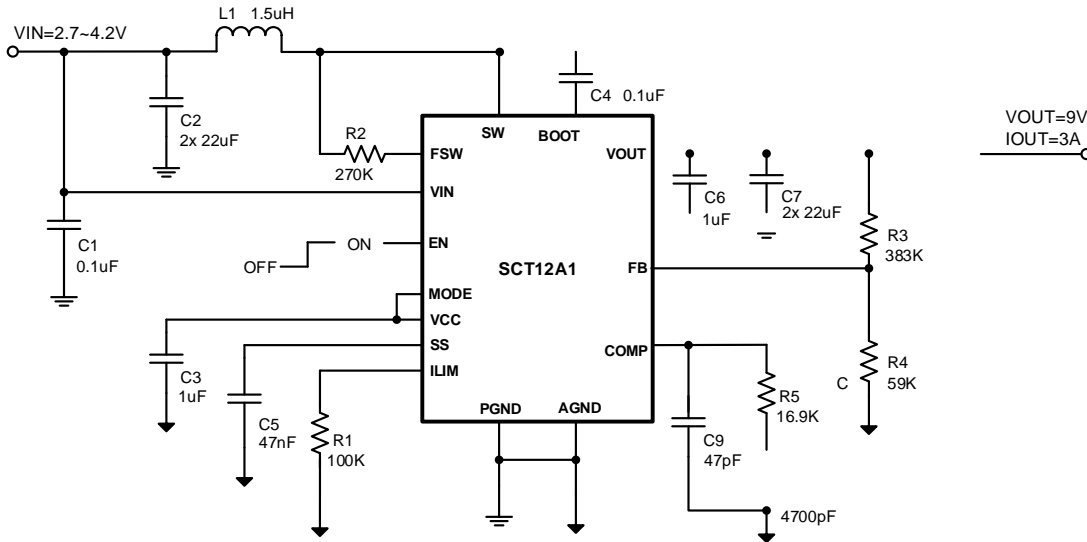 L1 1.5uH
VIN=2.7~4.2V
C2
2x 22uF
C4 0.1uF
VOUT=9V
IOUT=3A
R2
270K
FSW
SW
BOOT
VOUT
C6
1uF
C7
2x 22uF
VIN
C1
0.1uF
R3
383K
OFF
ON
EN
SCT12A1
FB
MODE
VCC
SS
ILIM
COMP
C3
1uF
C5
47nF
R1
100K
PGND
AGND
C9
47pF
R5
16.9K
C
R4
59K
4700pF